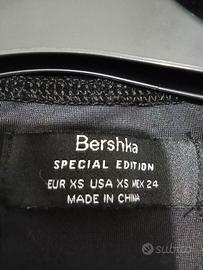 Bershka
SPECIAL EDITION
EUR XS USA XS MEX 24
MADE IN CHINA
subito